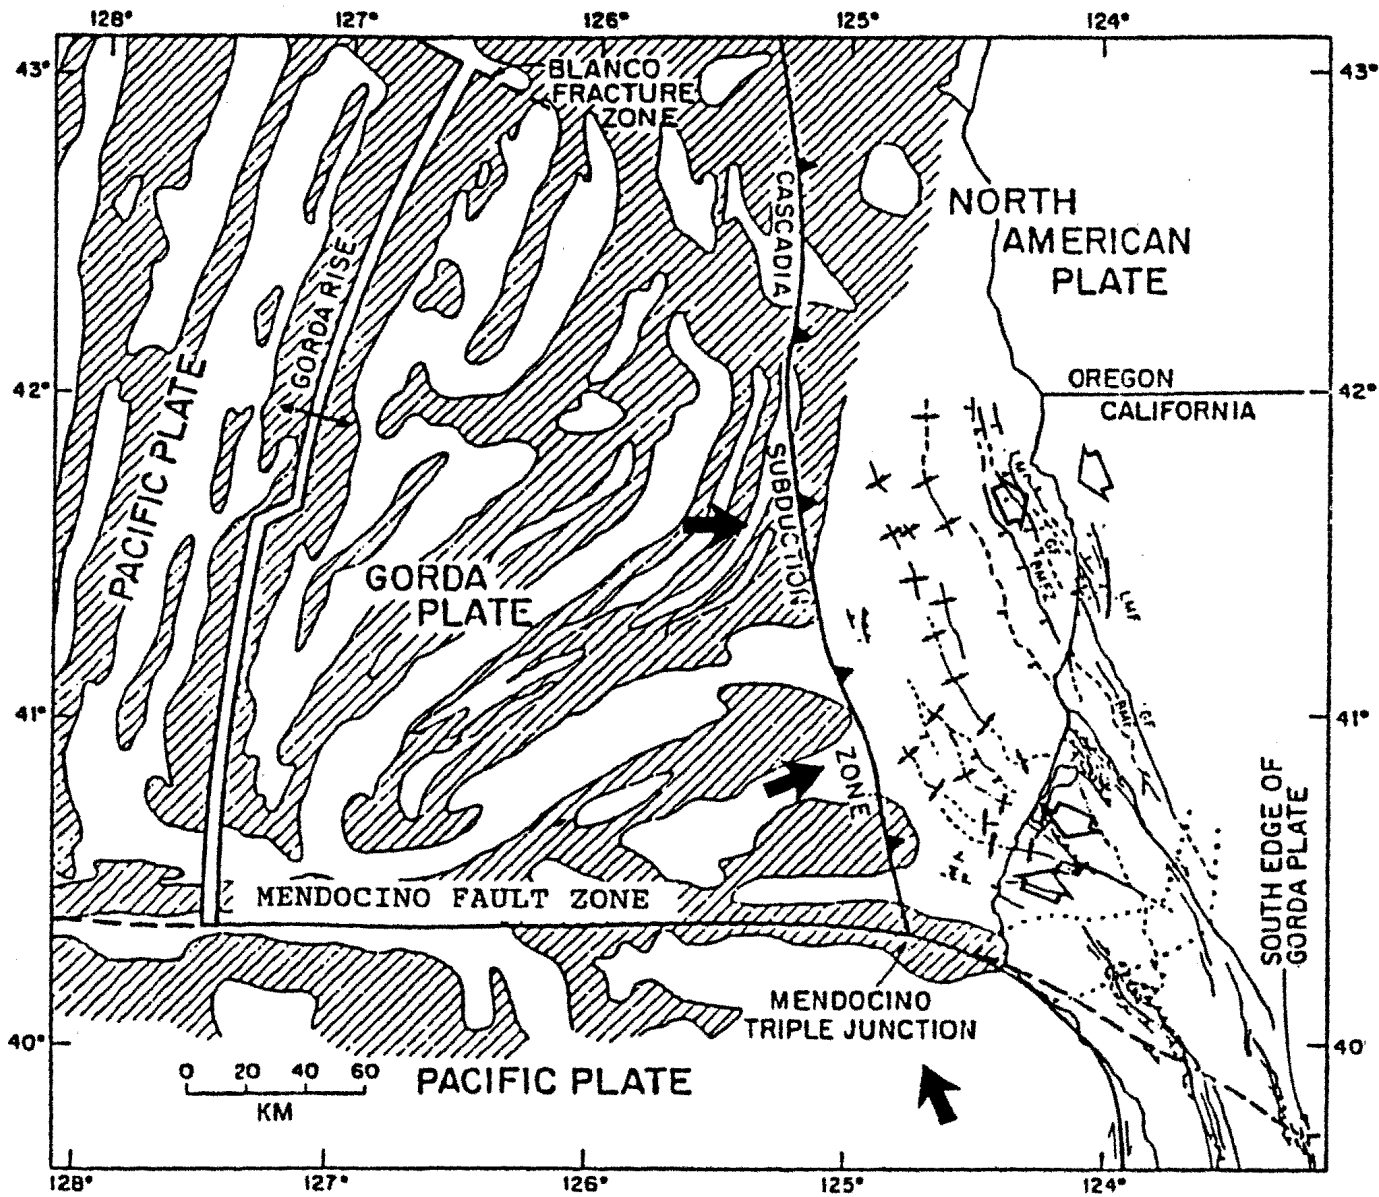 128° 127° 126° 125° 124°
43° 43°
BLANCO
FRACTURE
ZONE
CASCADIA
NORTH
AMERICAN
PLATE
GORDA RISE
42° 42°
OREGON
CALIFORNIA
PACIFIC PLATE
SUBDUCTION
GORDA
PLATE
LMF
41° 41°
ZONE
SOUTH EDGE OF
GORDA PLATE
MENDOCINO FAULT ZONE
MENDOCINO
TRIPLE JUNCTION
40° 40°
0 20 40 60
KM
PACIFIC PLATE
128° 127° 126° 125° 124°